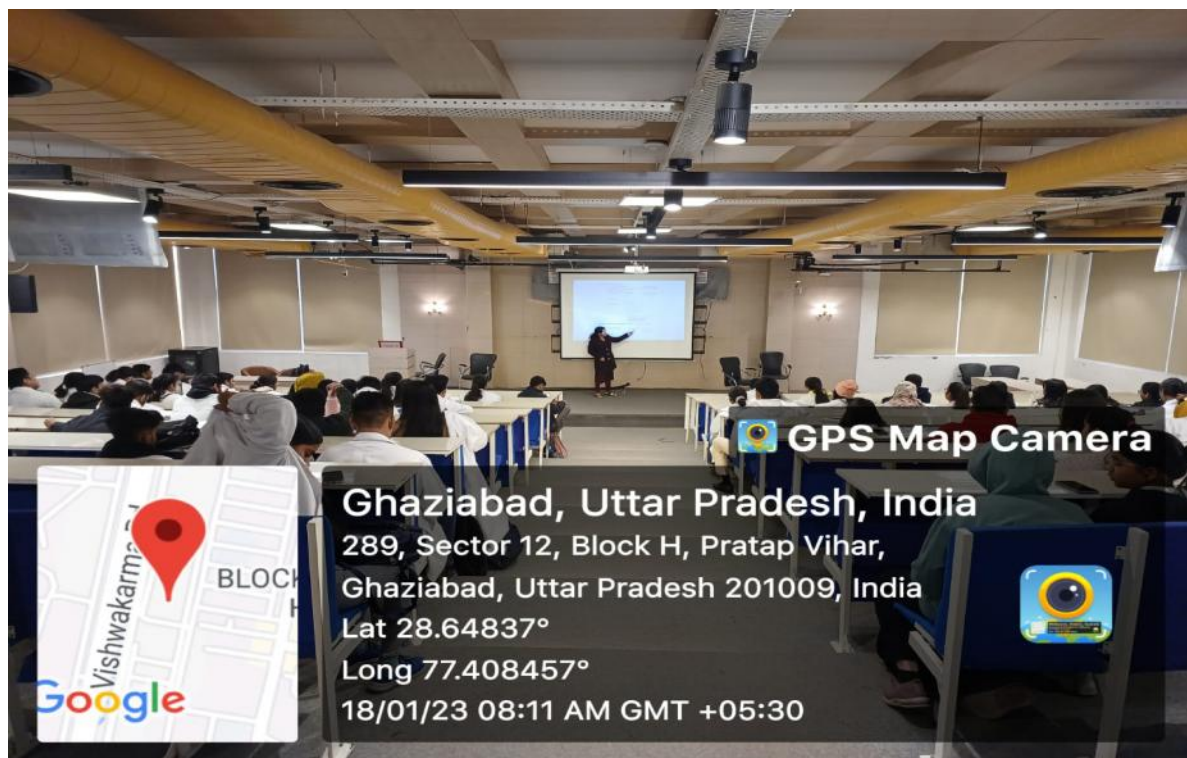 GPS Map Camera
Ghaziabad, Uttar Pradesh, India
289, Sector 12, Block H, Pratap Vihar,
Ghaziabad, Uttar Pradesh 201009, India
Lat 28.64837°
Long 77.408457°
18/01/23 08:11 AM GMT +05:30
Vishwakarma
BLOCK
H
Google